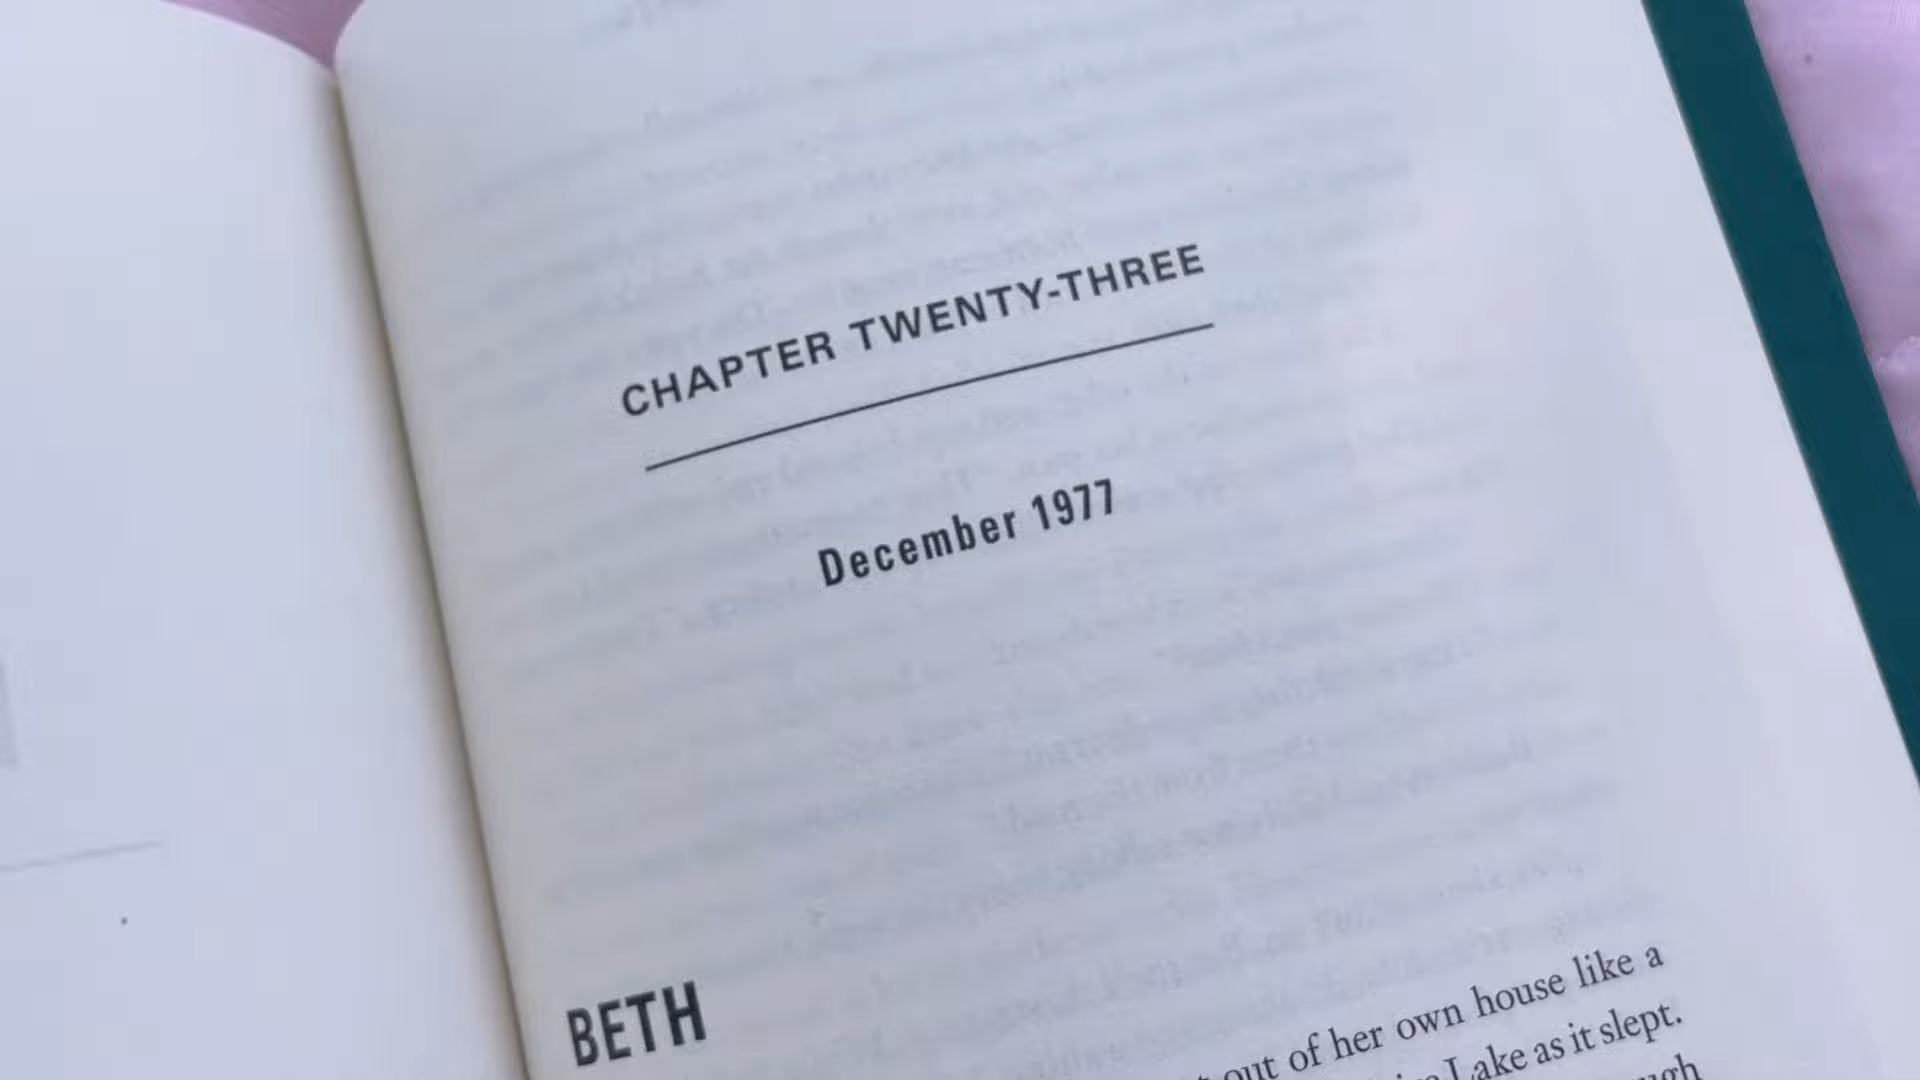 CHAPTER TWENTY-THREE
December 1977
BETH
out of her own house like a
Lake as it slept.